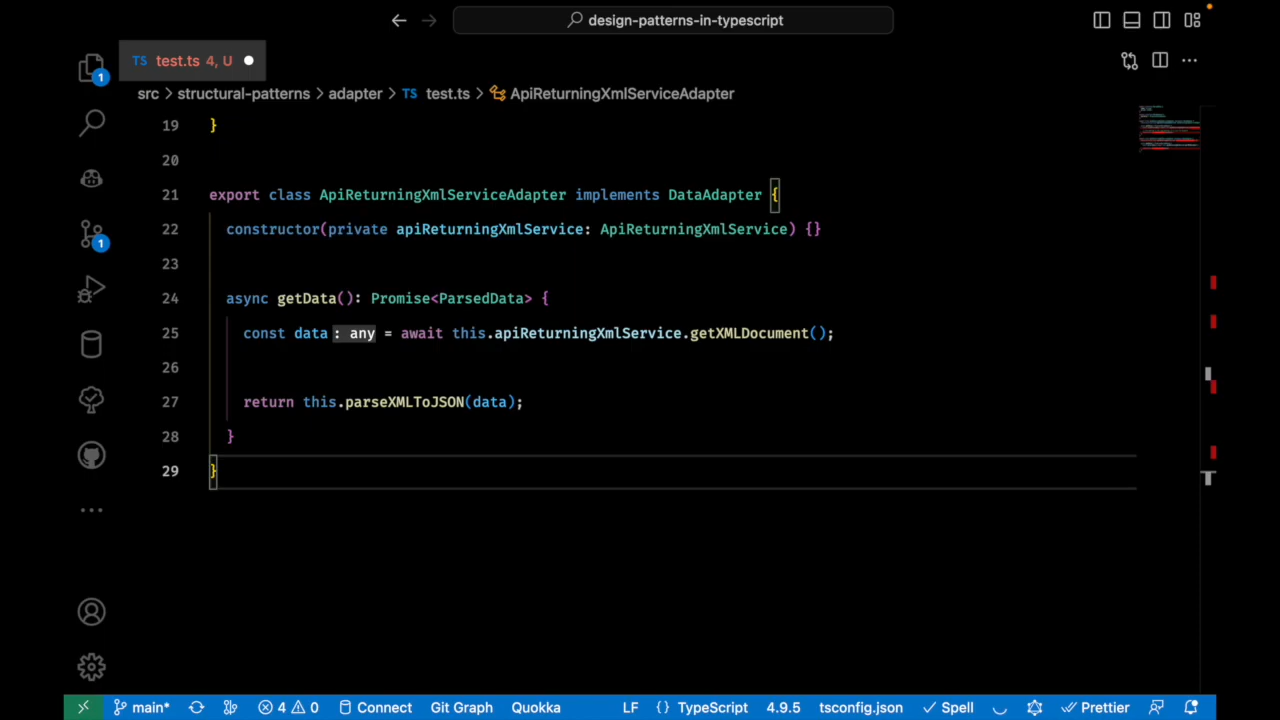 design-patterns-in-typescript
1
TS test.ts 4, U
src > structural-patterns > adapter > TS test.ts > ApiReturningXmlServiceAdapter
19 }
20
21 export class ApiReturningXmlServiceAdapter implements DataAdapter {
22 constructor(private apiReturningXmlService: ApiReturningXmlService) {}
23
24 async getData(): Promise<ParsedData> {
25 const data: any = await this.apiReturningXmlService.getXMLDocument();
26
27 return this.parseXMLToJSON(data);
28 }
29 }
1
main* 4 0 Connect Git Graph Quokka LF {} TypeScript 4.9.5 tsconfig.json Spell Prettier